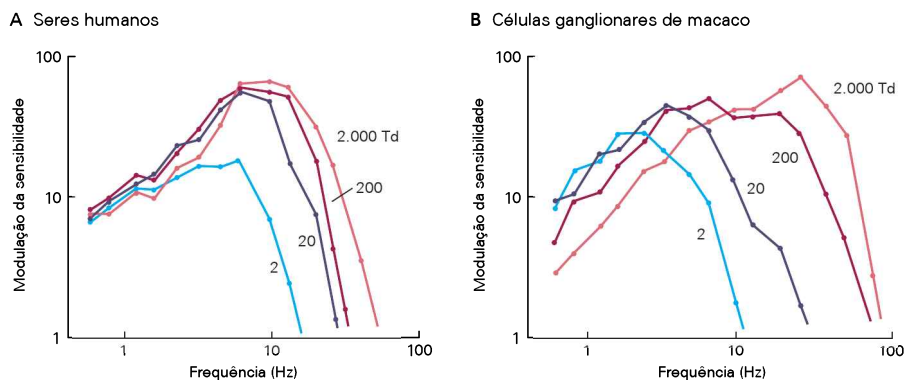 A Seres humanos
Modulação da sensibilidade
100
10
1
2.000 Td
200
20
2
1
10
100
Frequência (Hz)
B Células ganglionares de macaco
Modulação da sensibilidade
100
10
1
2.000 Td
200
20
2
1
10
100
Frequência (Hz)